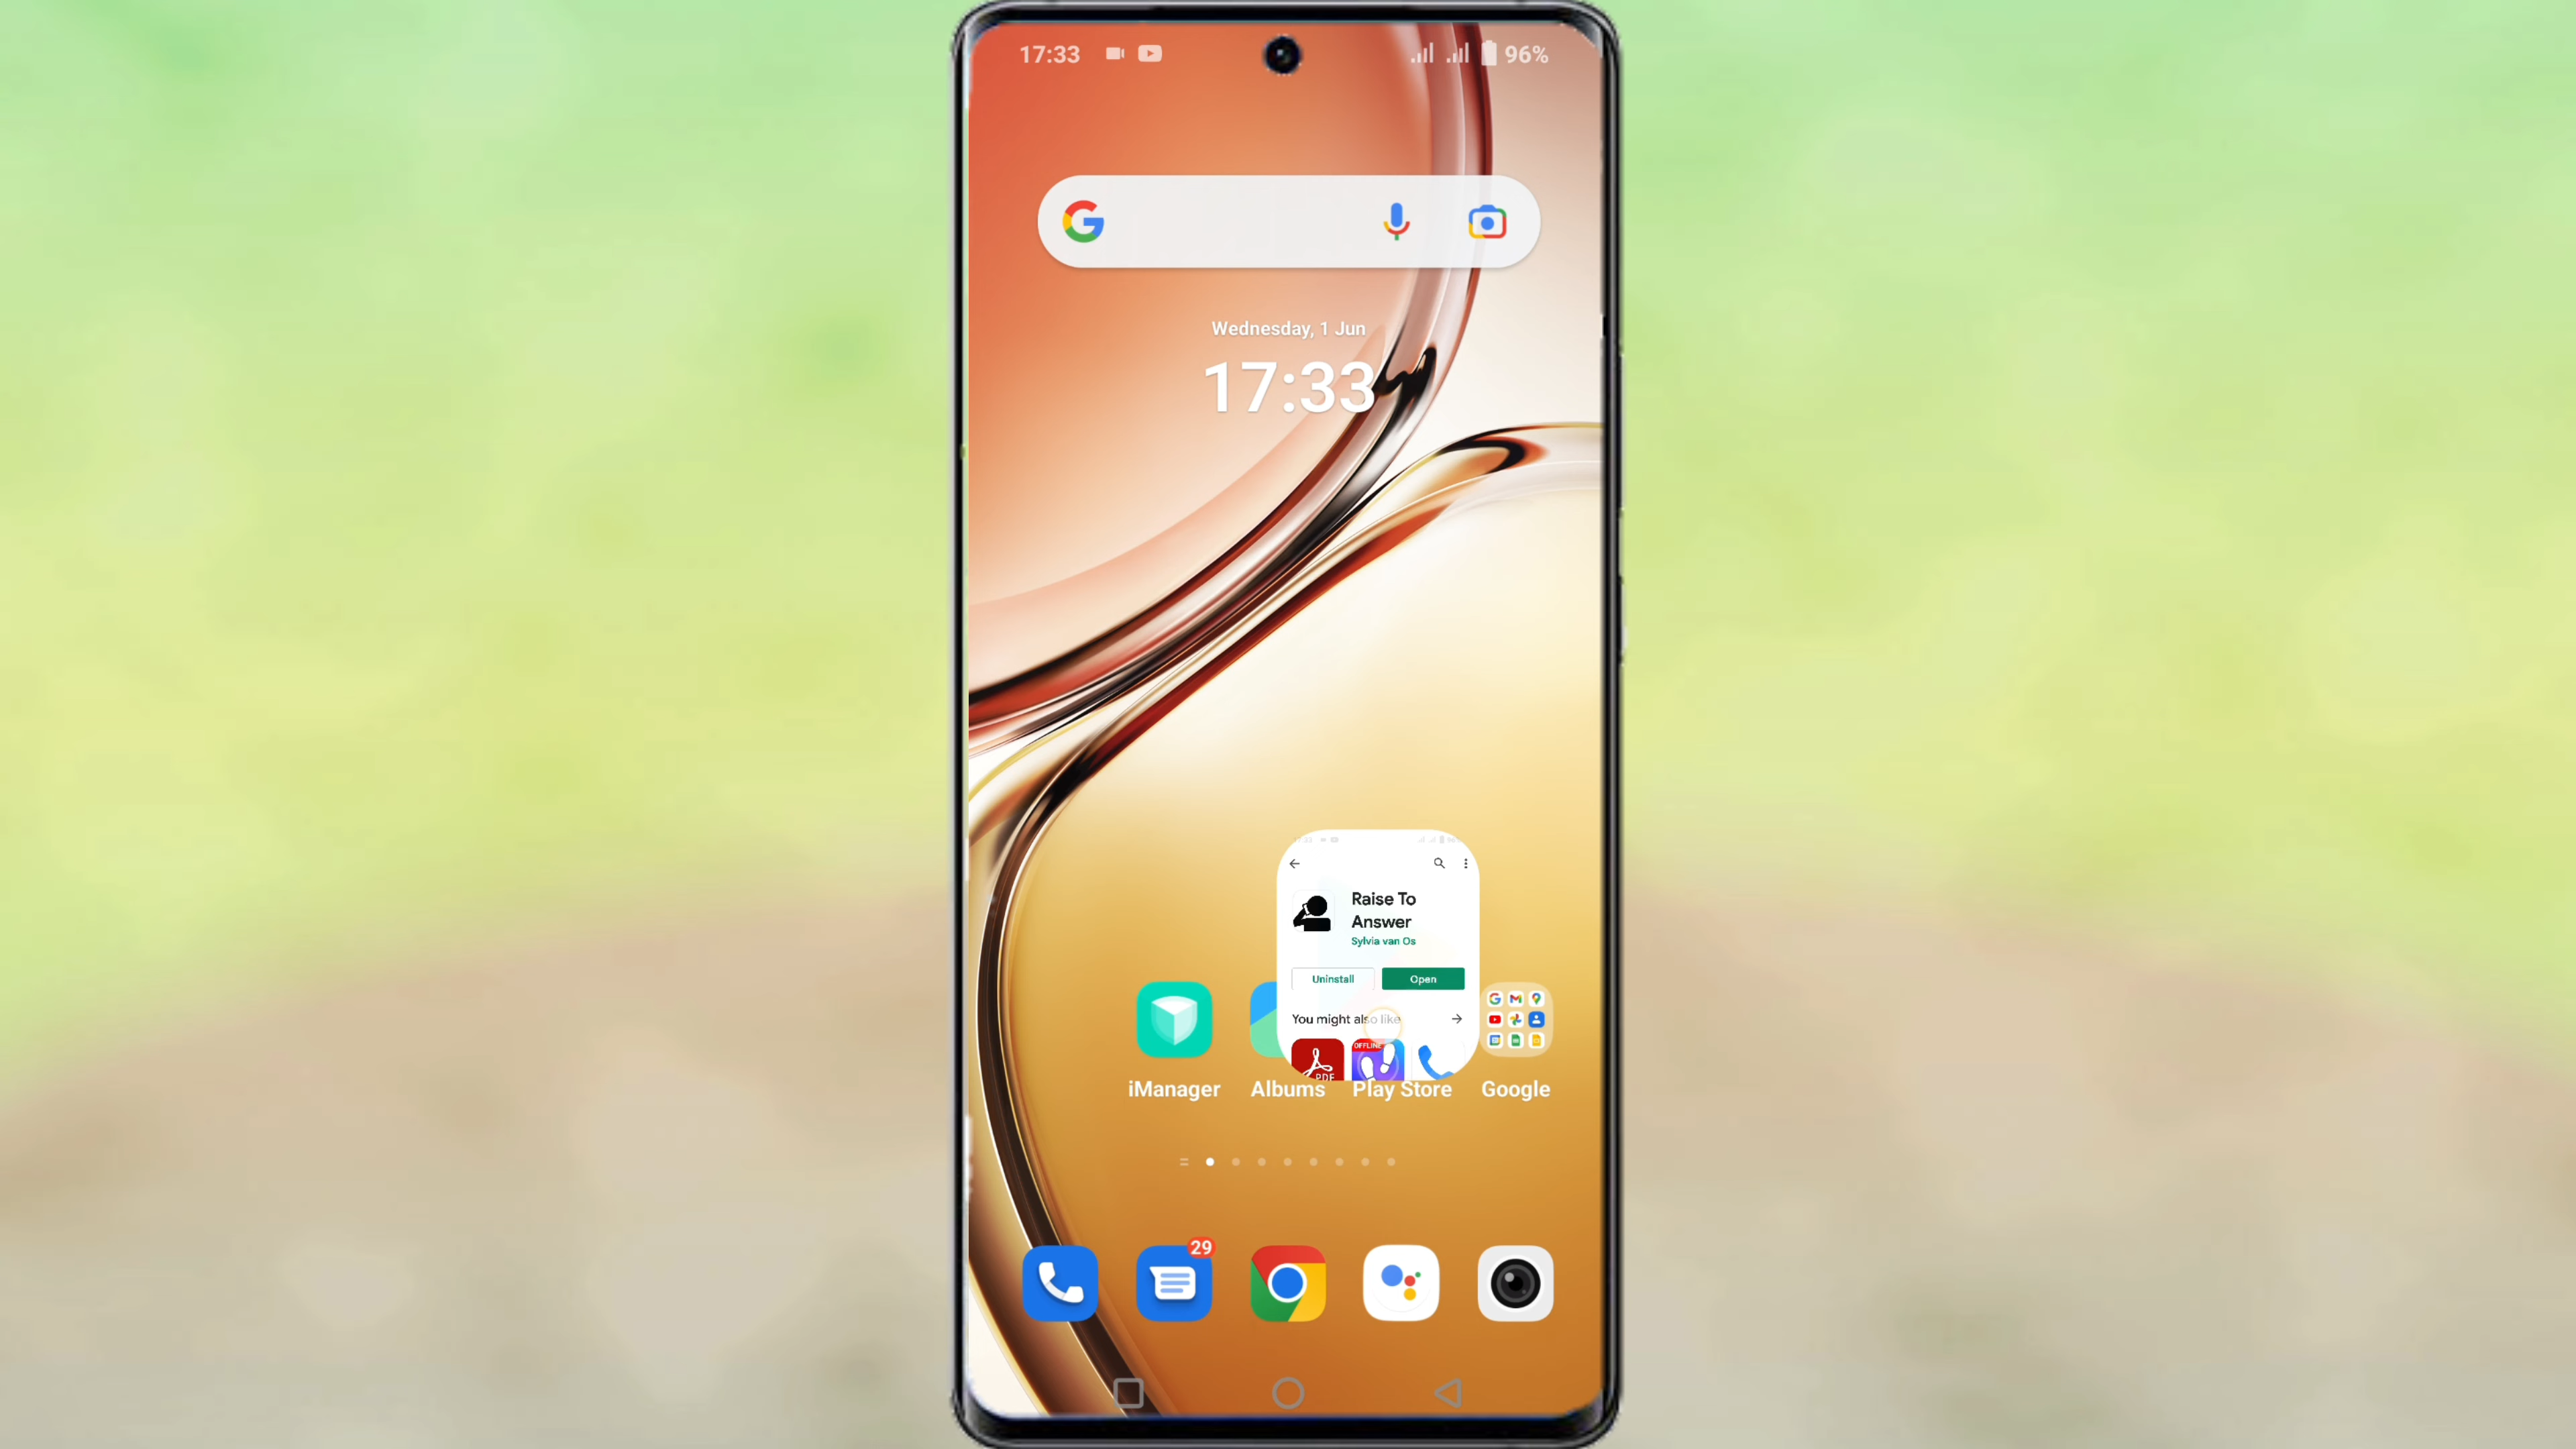 17:33
96%
Wednesday, 1 Jun
17:33
Raise To
Answer
Sylvia van Os
Uninstall
Open
You might also like
PDF
OFFLINE
iManager
Albums
Play Store
Google
29